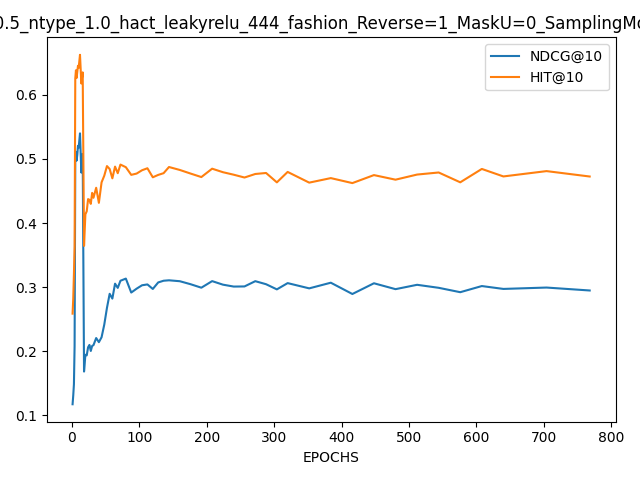 0.5_ntype_1.0_hact_leakyrelu_444_fashion_Reverse=1_MaskU=0_SamplingMo
NDCG@10
HIT@10
0.6
0.5
0.4
0.3
0.2
0.1
0 100 200 300 400 500 600 700 800
EPOCHS